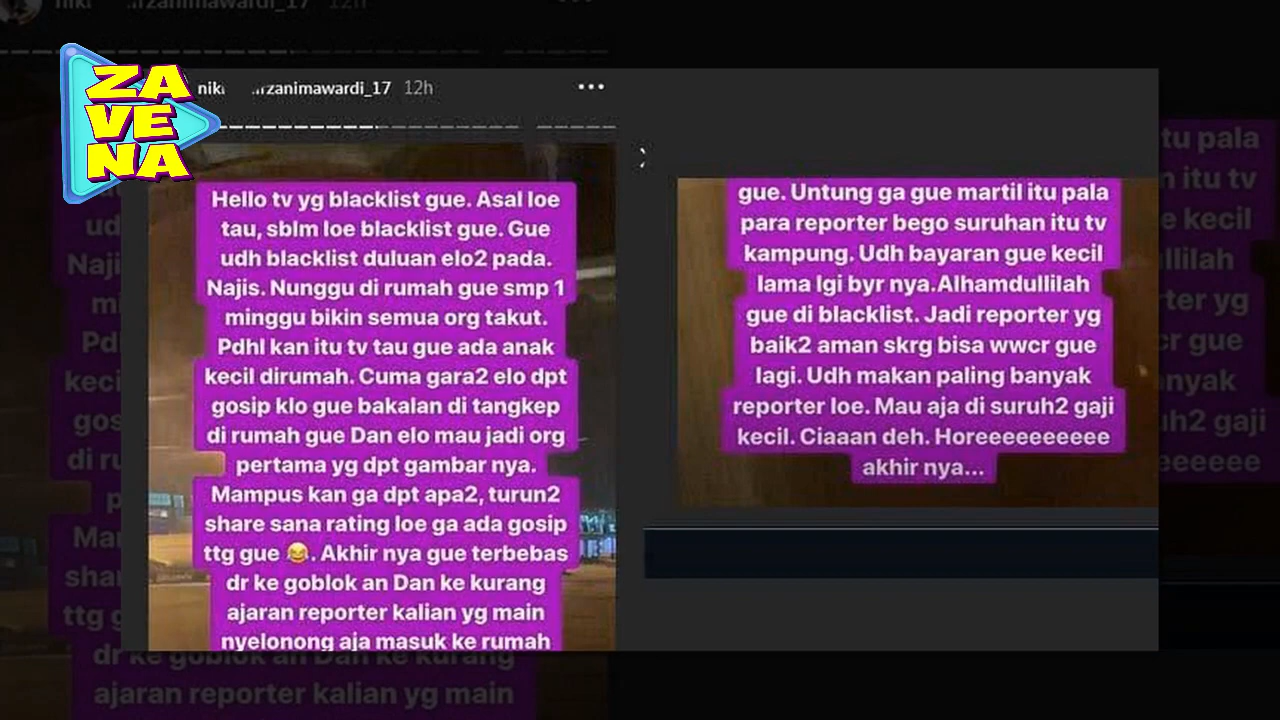 ZA
VE
NA
niki ...rzanimawardi_17 12h
Hello tv yg blacklist gue. Asal loe
tau, sblm loe blacklist gue. Gue
udh blacklist duluan elo2 pada.
Najis. Nunggu di rumah gue smp 1
minggu bikin semua org takut.
Pdhl kan itu tv tau gue ada anak
kecil dirumah. Cuma gara2 elo dpt
gosip klo gue bakalan di tangkep
di rumah gue Dan elo mau jadi org
pertama yg dpt gambar nya.
Mampus kan ga dpt apa2, turun2
share sana rating loe ga ada gosip
ttg gue 😂. Akhir nya gue terbebas
dr ke goblok an Dan ke kurang
ajaran reporter kalian yg main
nyelonong aja masuk ke rumah
gue. Untung ga gue martil itu pala
para reporter bego suruhan itu tv
kampung. Udh bayaran gue kecil
lama lgi byr nya.Alhamdullilah
gue di blacklist. Jadi reporter yg
baik2 aman skrg bisa wwcr gue
lagi. Udh makan paling banyak
reporter loe. Mau aja di suruh2 gaji
kecil. Ciaaan deh. Horeeeeeeeeee
akhir nya...